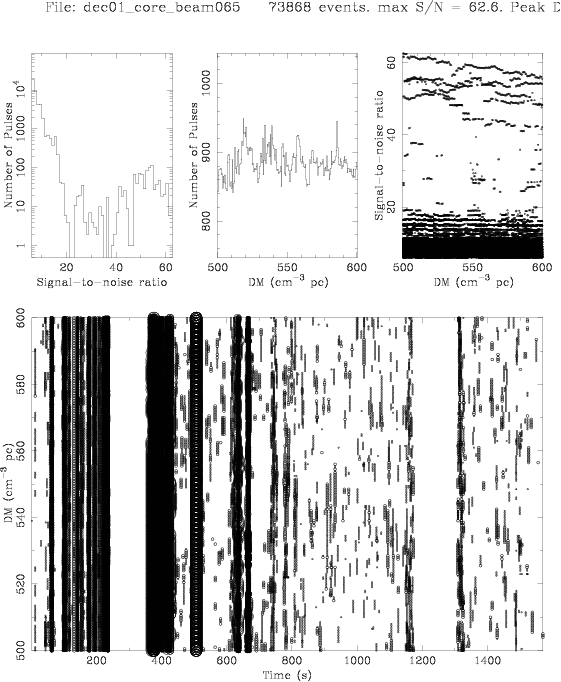 File: dec01_core_beam065 73868 events. max S/N = 62.6. Peak D
Number of Pulses
10⁴
1000
100
10
1
20 40 60
Signal-to-noise ratio
Number of Pulses
1000
900
800
500 550 600
DM (cm⁻³ pc)
Signal-to-noise ratio
60
40
20
500 550 600
DM (cm⁻³ pc)
DM (cm⁻³ pc)
600
580
560
540
520
500
200 400 600 800 1000 1200 1400
Time (s)